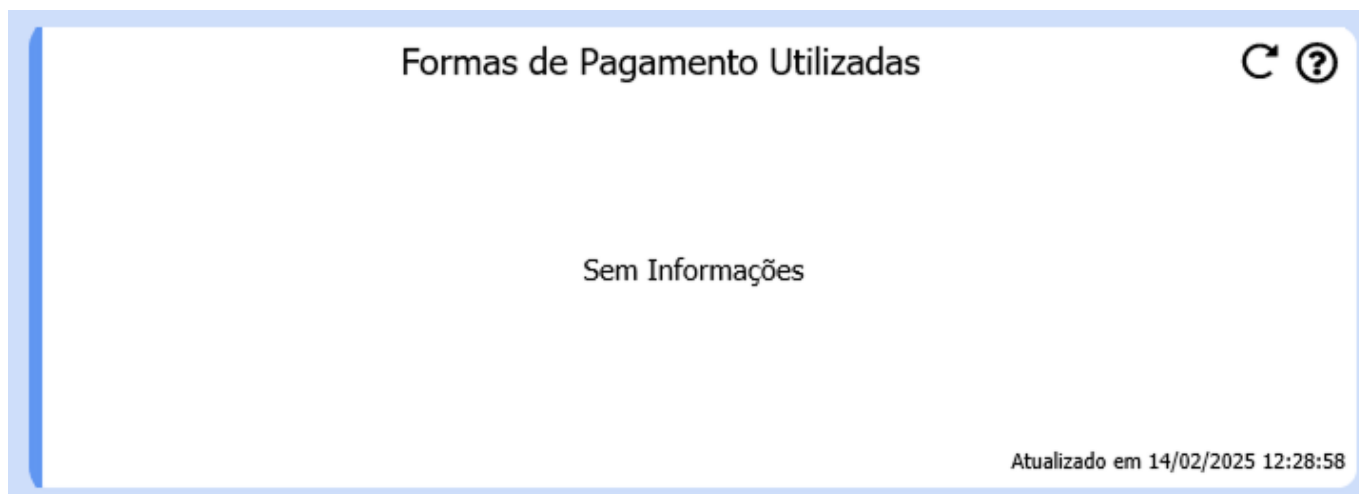 Formas de Pagamento Utilizadas
Sem Informações
Atualizado em 14/02/2025 12:28:58